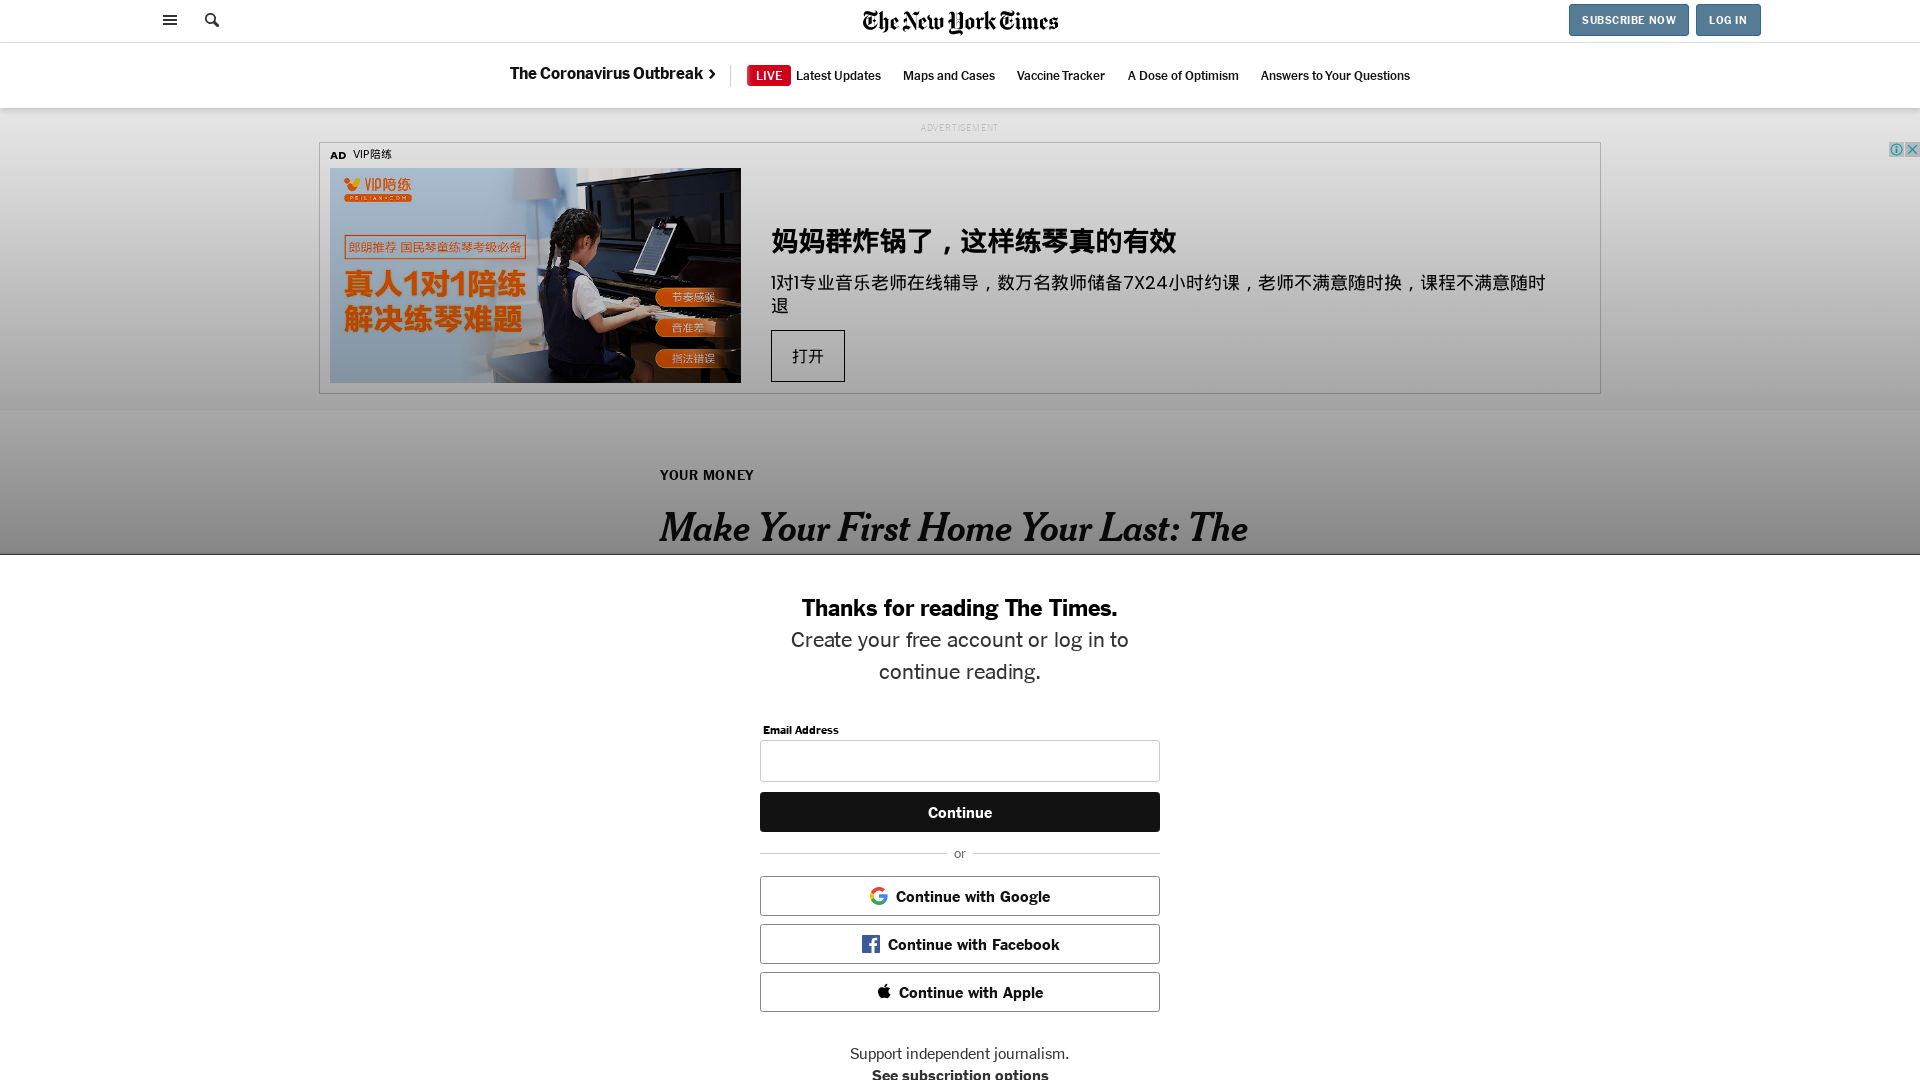 The New York Times
SUBSCRIBE NOW
LOG IN
The Coronavirus Outbreak
LIVE Latest Updates
Maps and Cases
Vaccine Tracker
A Dose of Optimism
Answers to Your Questions
ADVERTISEMENT
AD VIP陪练
VIP陪练
PEILIAN•COM
郎朗推荐 国民琴童练琴考级必备
真人1对1陪练
解决练琴难题
节奏感弱
音准差
指法错误
妈妈群炸锅了，这样练琴真的有效
1对1专业音乐老师在线辅导，数万名教师储备7X24小时约课，老师不满意随时换，课程不满意随时
退
打开
YOUR MONEY
Make Your First Home Your Last: The
Thanks for reading The Times.
Create your free account or log in to
continue reading.
Email Address
Continue
or
Continue with Google
Continue with Facebook
Continue with Apple
Support independent journalism.
See subscription options